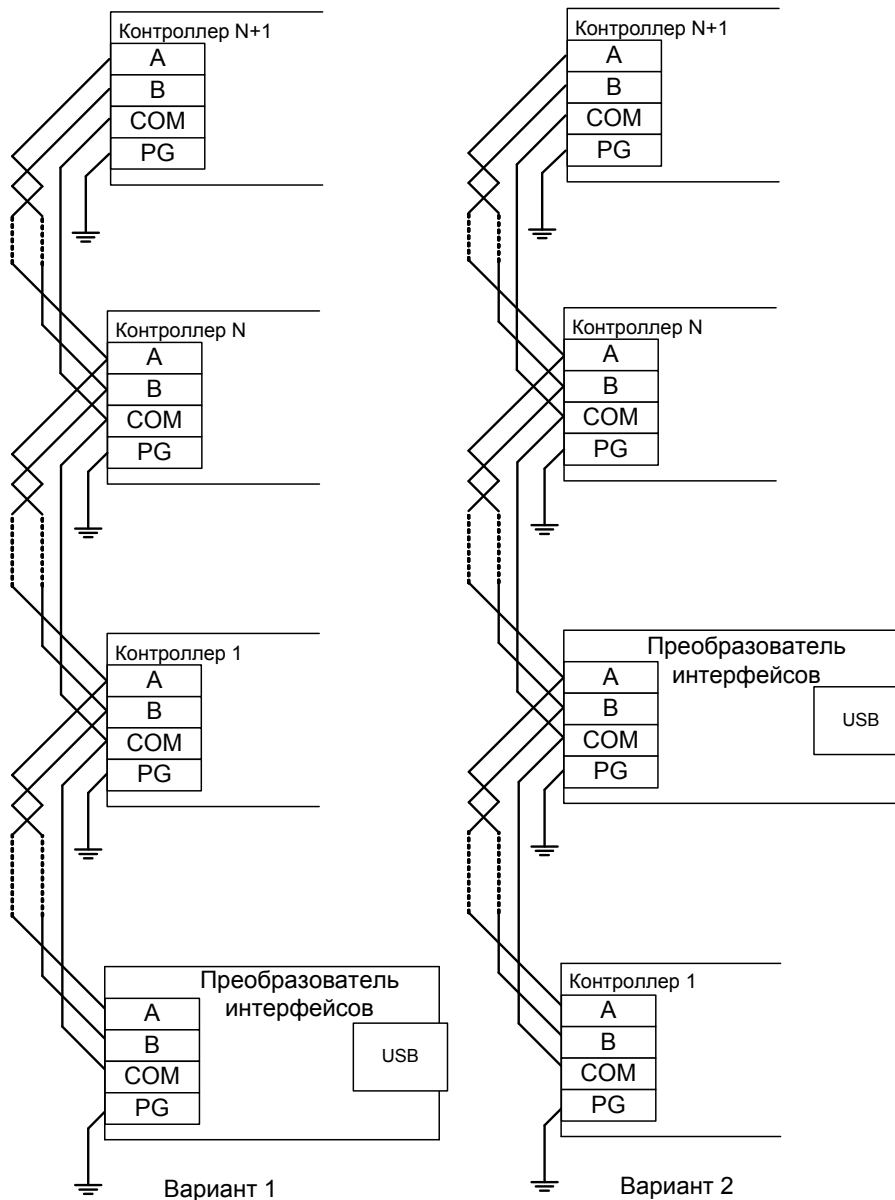 Контроллер N+1
A
B
COM
PG
Контроллер N
A
B
COM
PG
Контроллер 1
A
B
COM
PG
Преобразователь
интерфейсов
A
B
COM
PG
USB
Вариант 1
Контроллер N+1
A
B
COM
PG
Контроллер N
A
B
COM
PG
Преобразователь
интерфейсов
A
B
COM
PG
USB
Контроллер 1
A
B
COM
PG
Вариант 2